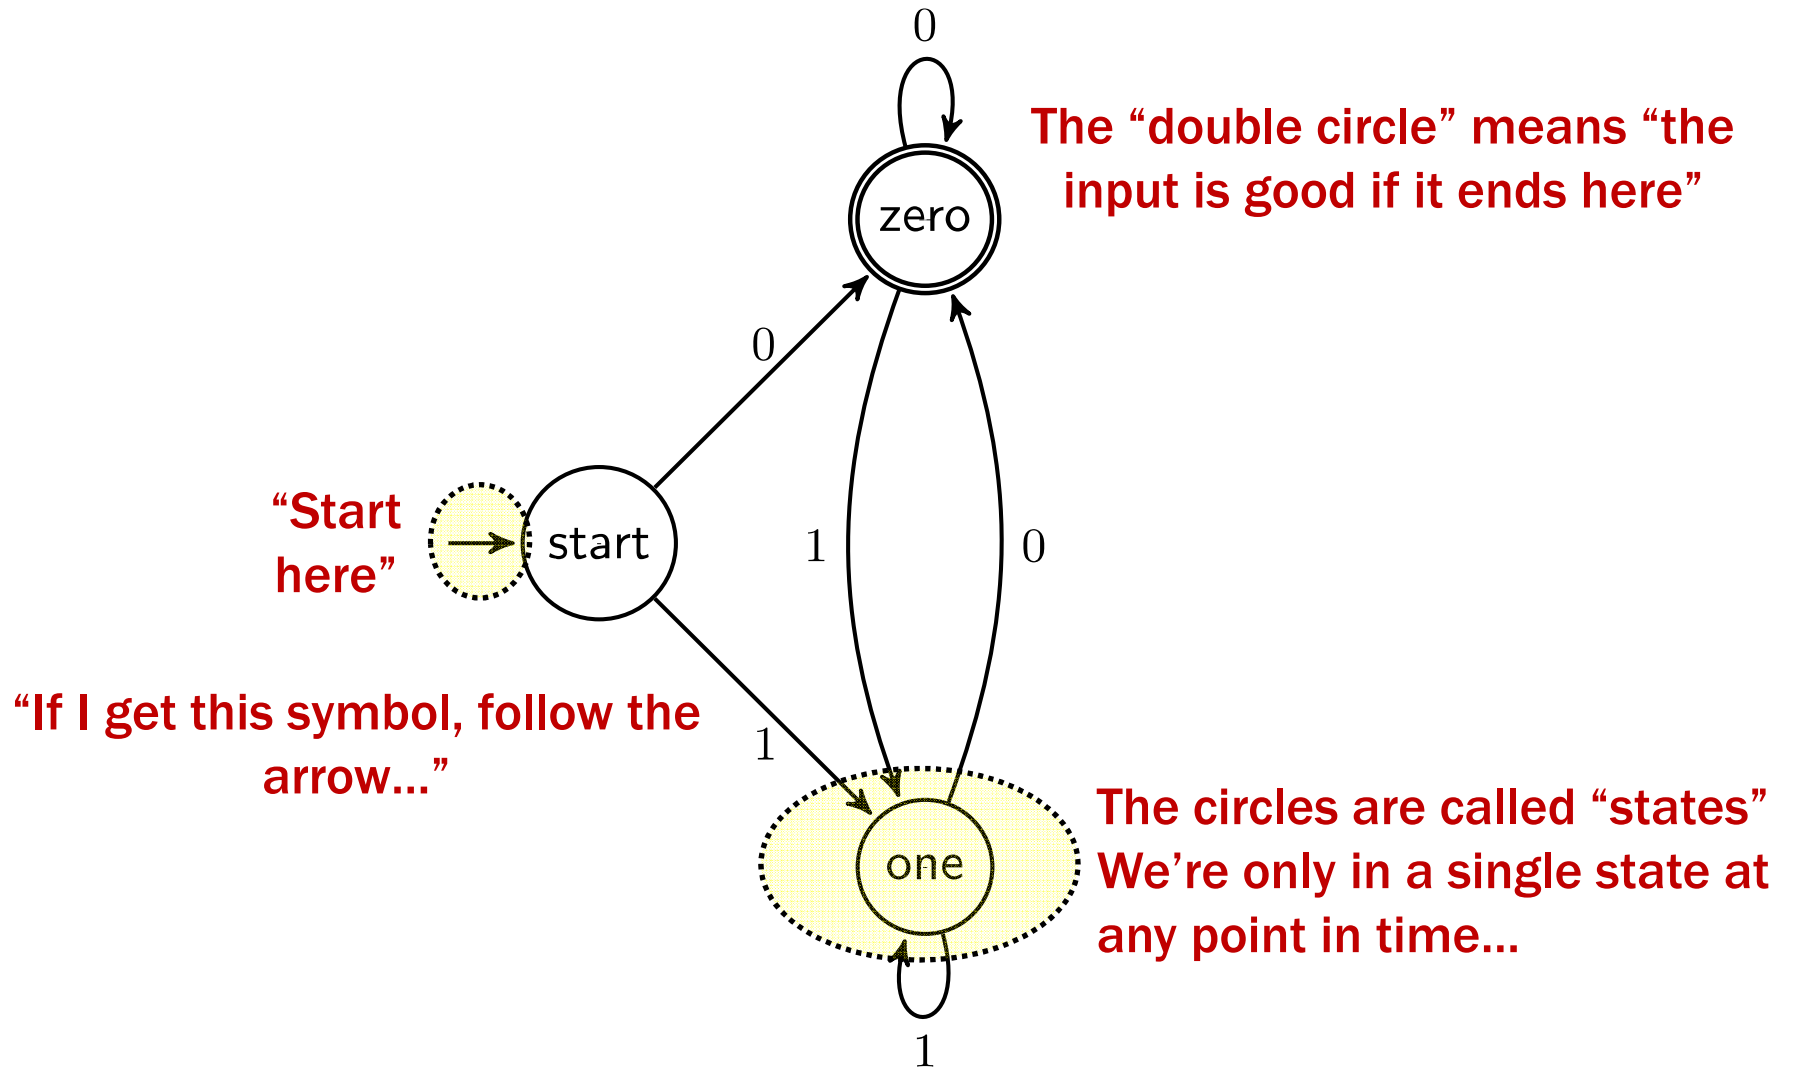 0
The “double circle” means “the
input is good if it ends here”
zero
0
“Start
here”
start
1
0
“If I get this symbol, follow the
arrow…”
1
The circles are called “states”
We’re only in a single state at
any point in time…
one
1